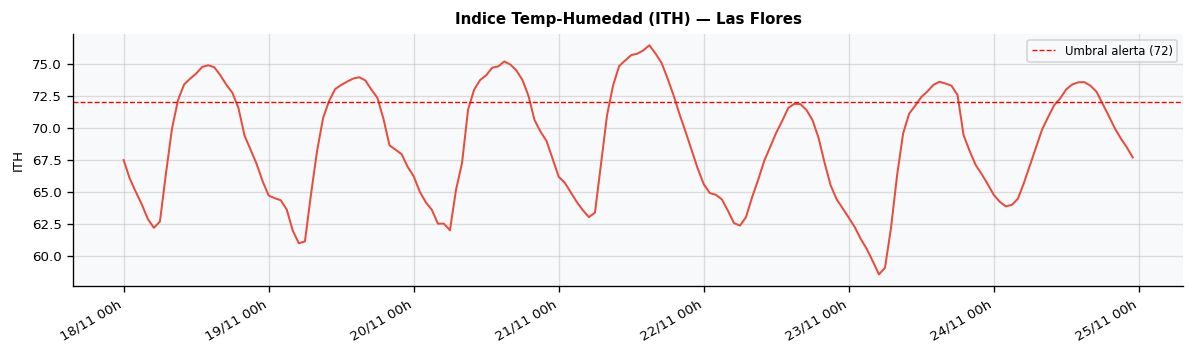 Indice Temp-Humedad (ITH) — Las Flores
Umbral alerta (72)
ITH
75.0
72.5
70.0
67.5
65.0
62.5
60.0
18/11 00h
19/11 00h
20/11 00h
21/11 00h
22/11 00h
23/11 00h
24/11 00h
25/11 00h